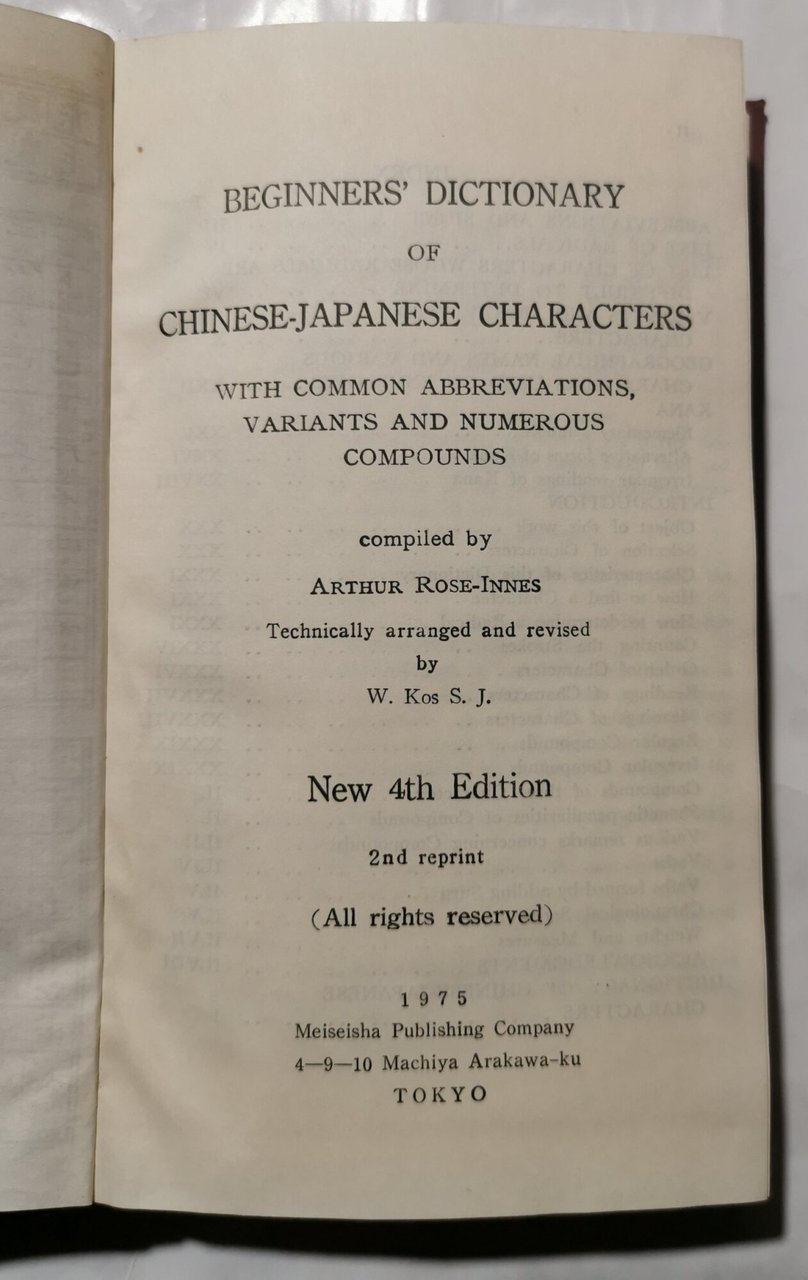 BEGINNERS' DICTIONARY
OF
CHINESE-JAPANESE CHARACTERS
WITH COMMON ABBREVIATIONS,
VARIANTS AND NUMEROUS
COMPOUNDS
compiled by
ARTHUR ROSE-INNES
Technically arranged and revised
by
W. Kos S. J.
New 4th Edition
2nd reprint
(All rights reserved)
1975
Meiseisha Publishing Company
4—9—10 Machiya Arakawa-ku
TOKYO